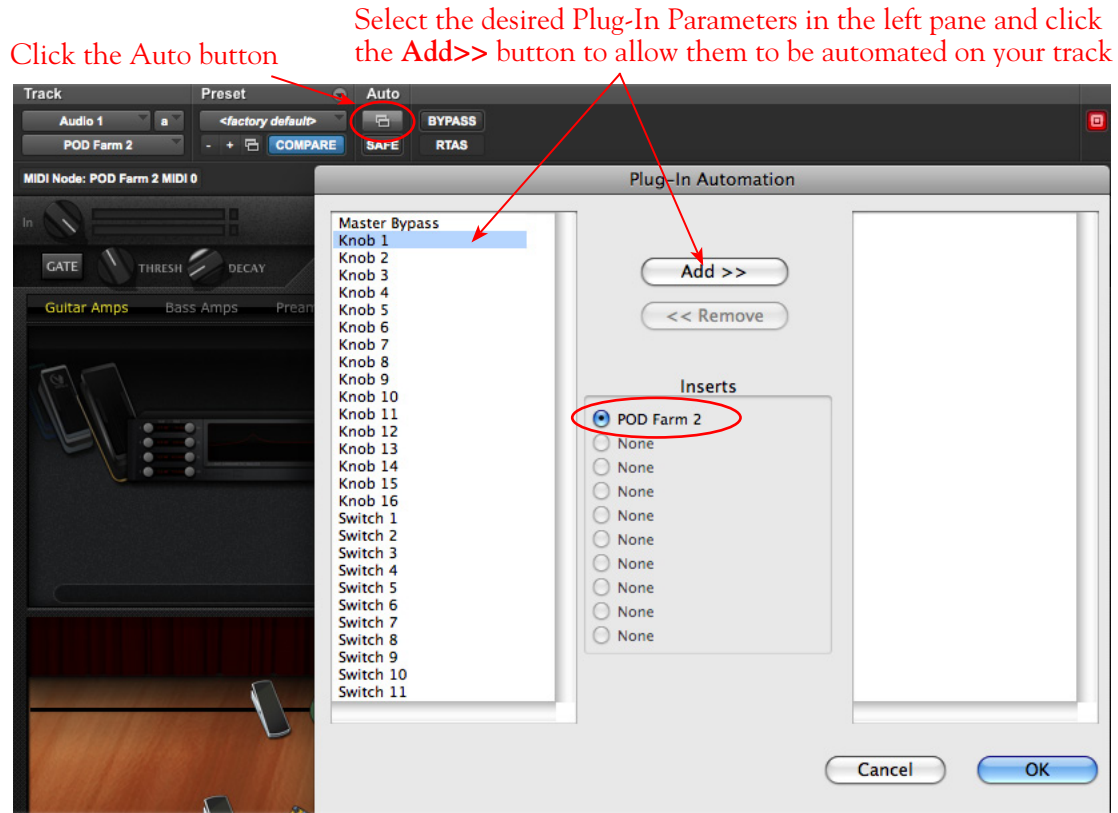 Select the desired Plug-In Parameters in the left pane and click
Click the Auto button
the Add>> button to allow them to be automated on your track
Track Preset Auto
Audio 1 a <factory default> BYPASS
POD Farm 2 - + COMPARE SAFE RTAS
MIDI Node: POD Farm 2 MIDI 0
Plug-In Automation
In
GATE THRESH DECAY
Guitar Amps Bass Amps
Master Bypass
Knob 1
Knob 2
Knob 3
Knob 4
Knob 5
Knob 6
Knob 7
Knob 8
Knob 9
Knob 10
Knob 11
Knob 12
Knob 13
Knob 14
Knob 15
Knob 16
Switch 1
Switch 2
Switch 3
Switch 4
Switch 5
Switch 6
Switch 7
Switch 8
Switch 9
Switch 10
Switch 11
Add >>
<< Remove
Inserts
POD Farm 2
None
None
None
None
None
None
None
None
None
Cancel
OK